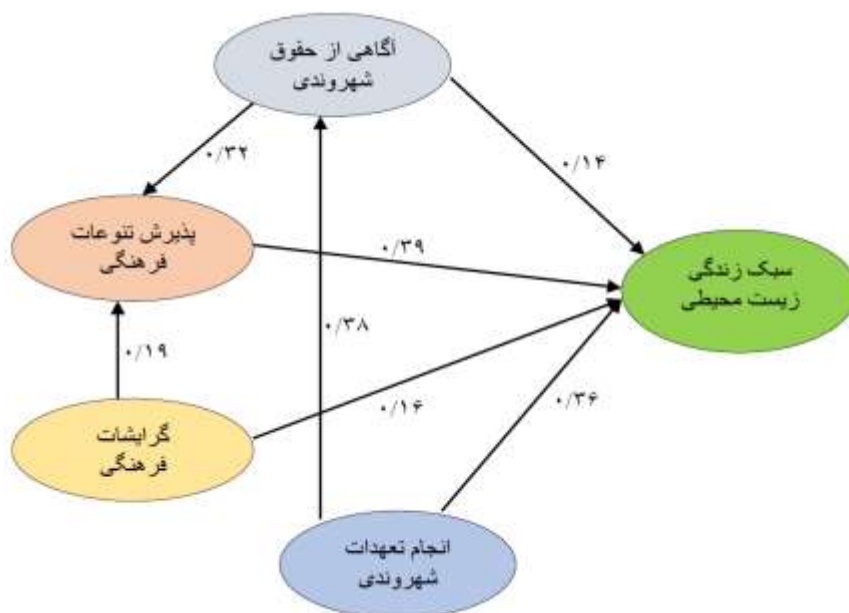 آگاهی از حقوق
شهروندی
۰/۳۲
۰/۱۴
پذیرش تنوعات
فرهنگی
۰/۳۹
سبک زندگی
زیست محیطی
۰/۳۸
۰/۱۹
۰/۱۶
۰/۳۶
گرایشات
فرهنگی
انجام تعهدات
شهروندی